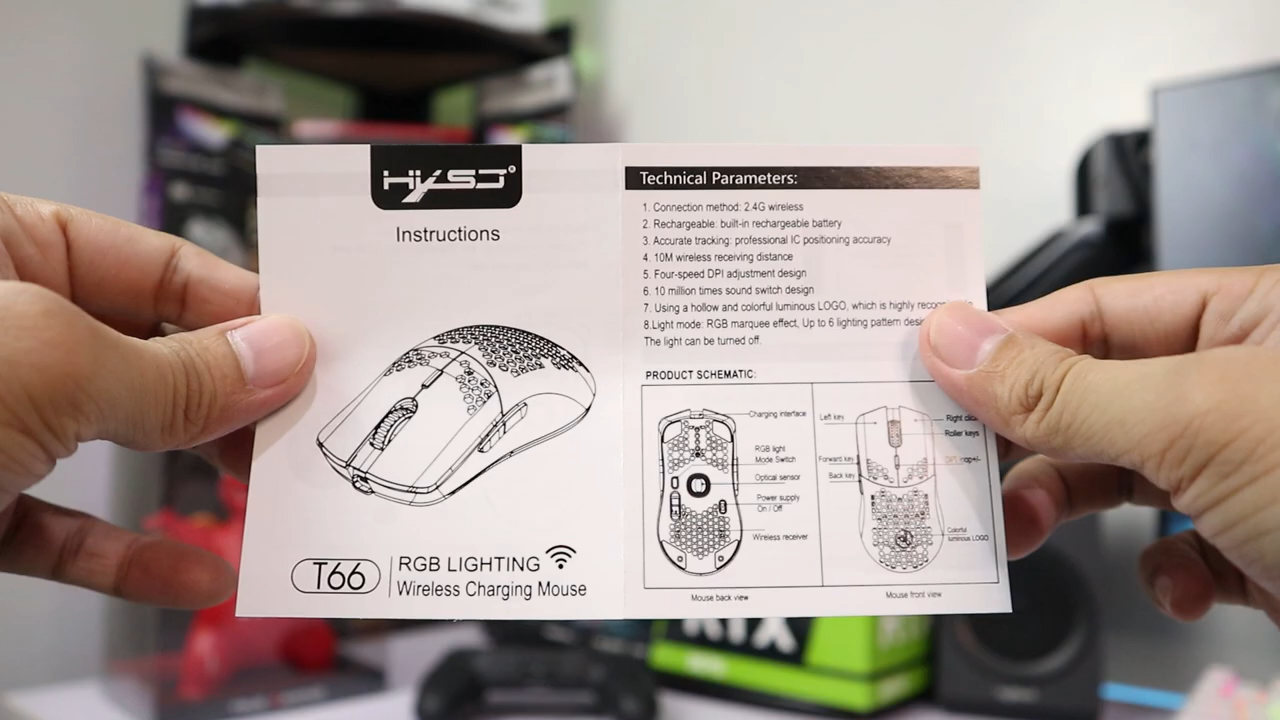 HXSJ
Instructions
T66
RGB LIGHTING
Wireless Charging Mouse
Technical Parameters:
1. Connection method: 2.4G wireless
2. Rechargeable: built-in rechargeable battery
3. Accurate tracking: professional IC positioning accuracy
4. 10M wireless receiving distance
5. Four-speed DPI adjustment design
6. 10 million times sound switch design
7. Using a hollow and colorful luminous LOGO, which is highly
8.Light mode: RGB marquee effect, Up to 6 lighting pattern
The light can be turned off.
PRODUCT SCHEMATIC:
Charging interface
RGB light
Mode Switch
Optical sensor
Power supply
On / Off
Wireless receiver
Mouse back view
Left key
Right
Roller keys
Forward key
Back key
Colorful
luminous LOGO
Mouse front view
RTX